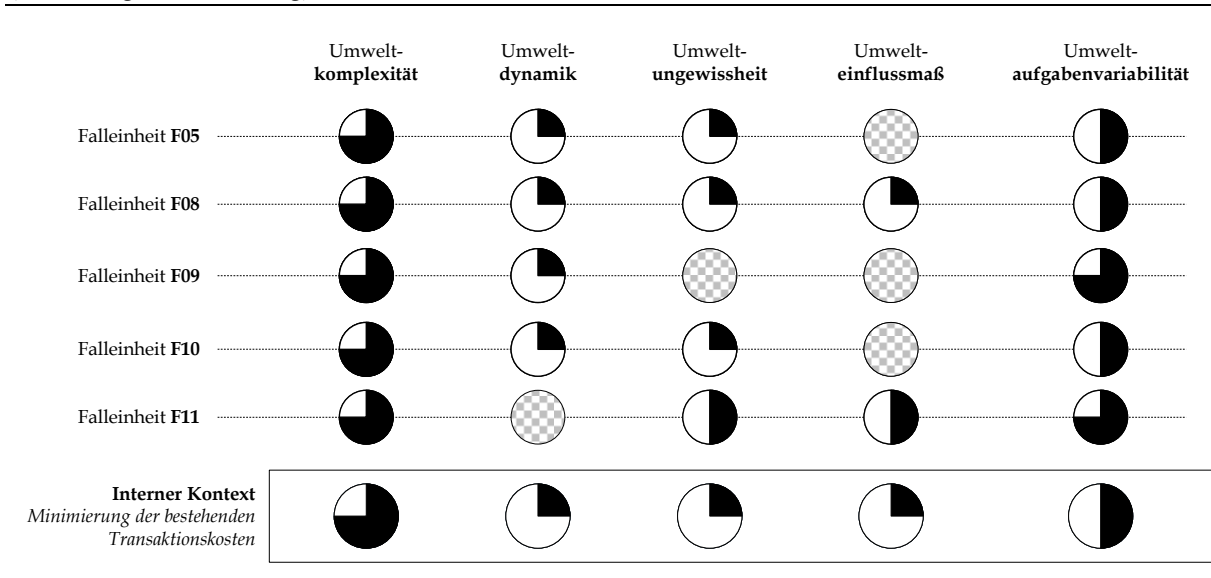 Umwelt-
komplexität
Umwelt-
dynamik
Umwelt-
ungewissheit
Umwelt-
einflussmaß
Umwelt-
aufgabenvariabilität
Falleinheit F05
Falleinheit F08
Falleinheit F09
Falleinheit F10
Falleinheit F11
Interner Kontext
Minimierung der bestehenden
Transaktionskosten